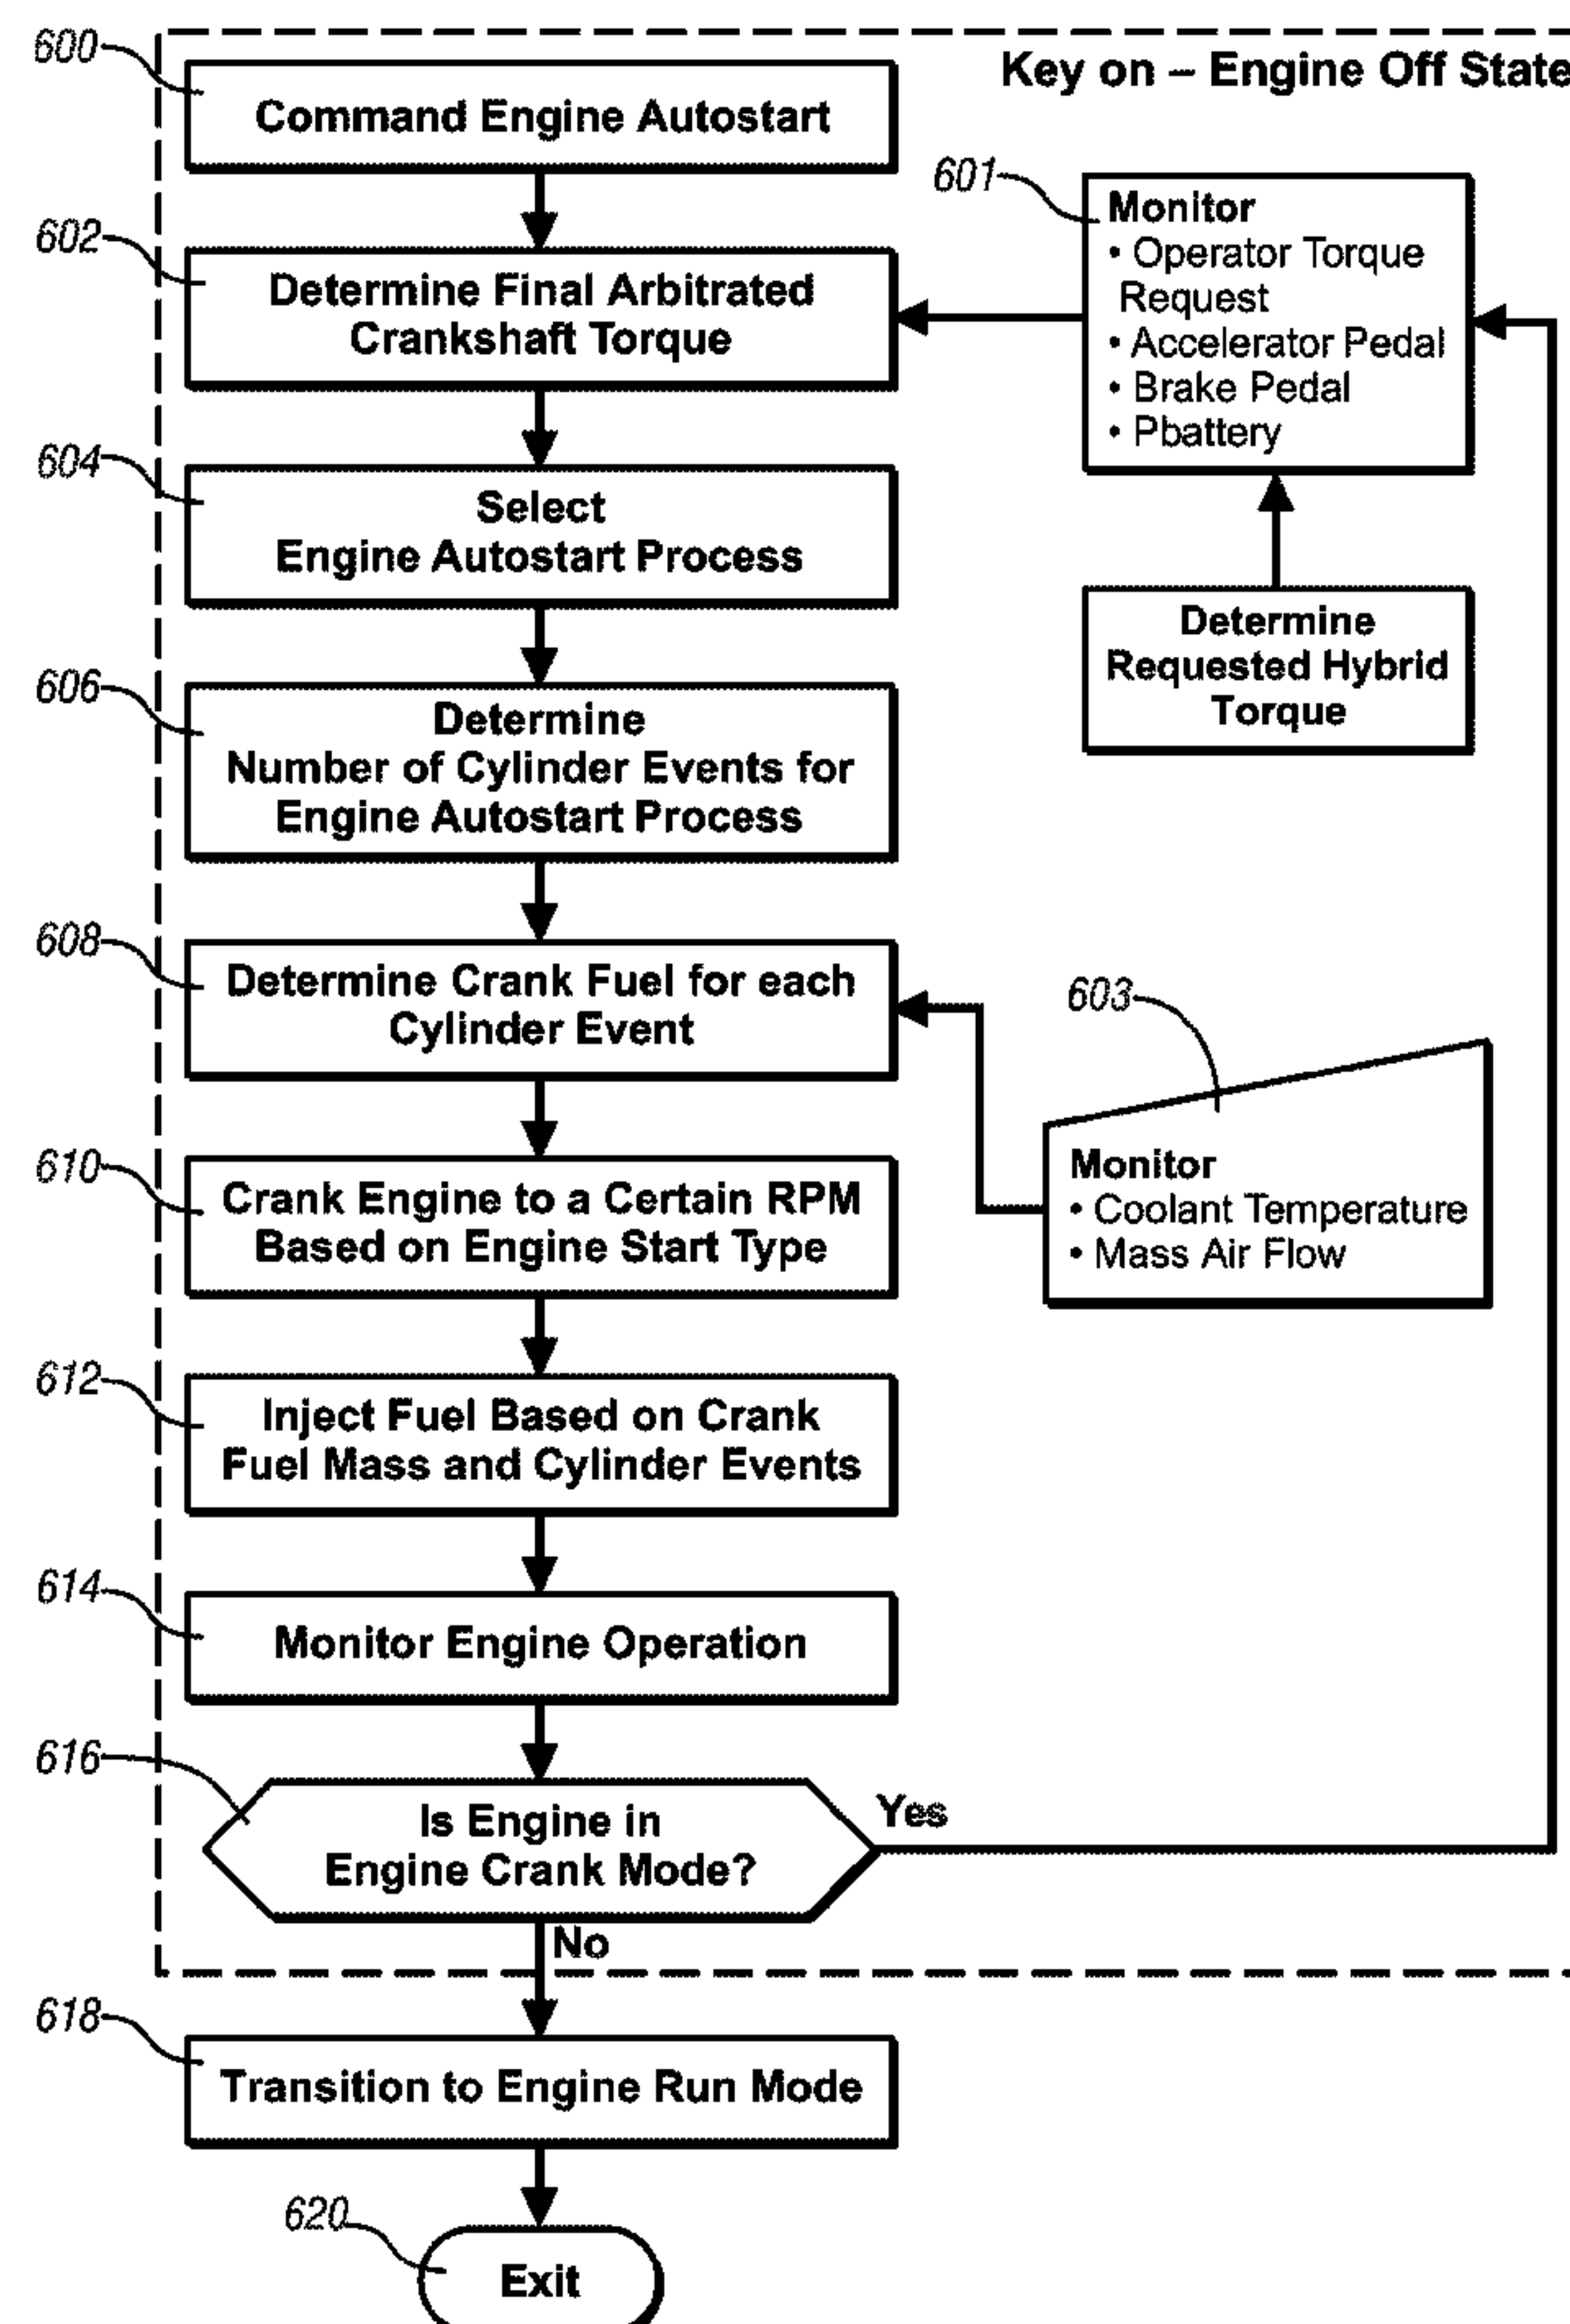 600
Key on – Engine Off State
Command Engine Autostart
601
Monitor
• Operator Torque
Request
• Accelerator Pedal
• Brake Pedal
• Pbattery
602
Determine Final Arbitrated
Crankshaft Torque
604
Select
Engine Autostart Process
Determine
Requested Hybrid
Torque
606
Determine
Number of Cylinder Events for
Engine Autostart Process
608
Determine Crank Fuel for each
Cylinder Event
603
Monitor
• Coolant Temperature
• Mass Air Flow
610
Crank Engine to a Certain RPM
Based on Engine Start Type
612
Inject Fuel Based on Crank
Fuel Mass and Cylinder Events
614
Monitor Engine Operation
616
Is Engine in
Engine Crank Mode?
Yes
No
618
Transition to Engine Run Mode
620
Exit